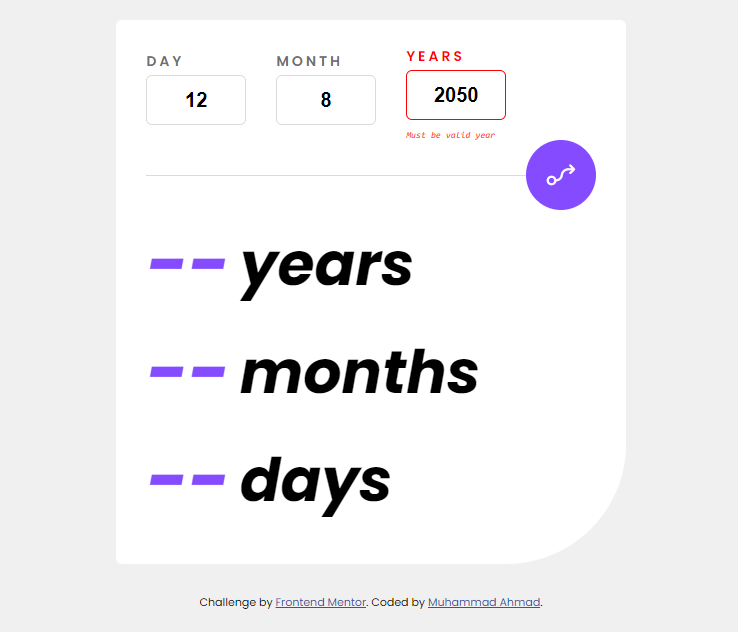 DAY MONTH YEARS
12 8 2050
Must be valid year
-- years
-- months
-- days
Challenge by Frontend Mentor. Coded by Muhammad Ahmad.